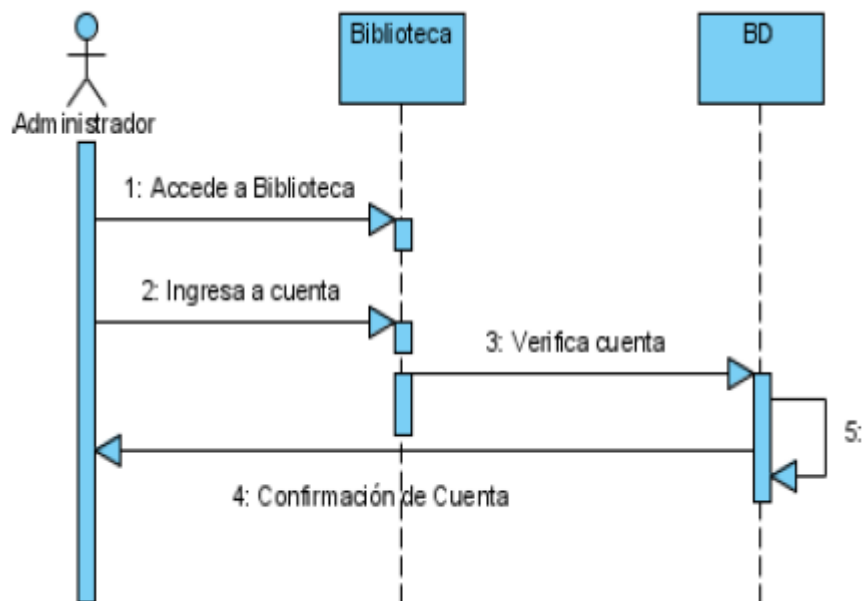 Biblioteca
BD
Administrador
1: Accede a Biblioteca
2: Ingresa a cuenta
3: Verifica cuenta
5:
4: Confirmación de Cuenta